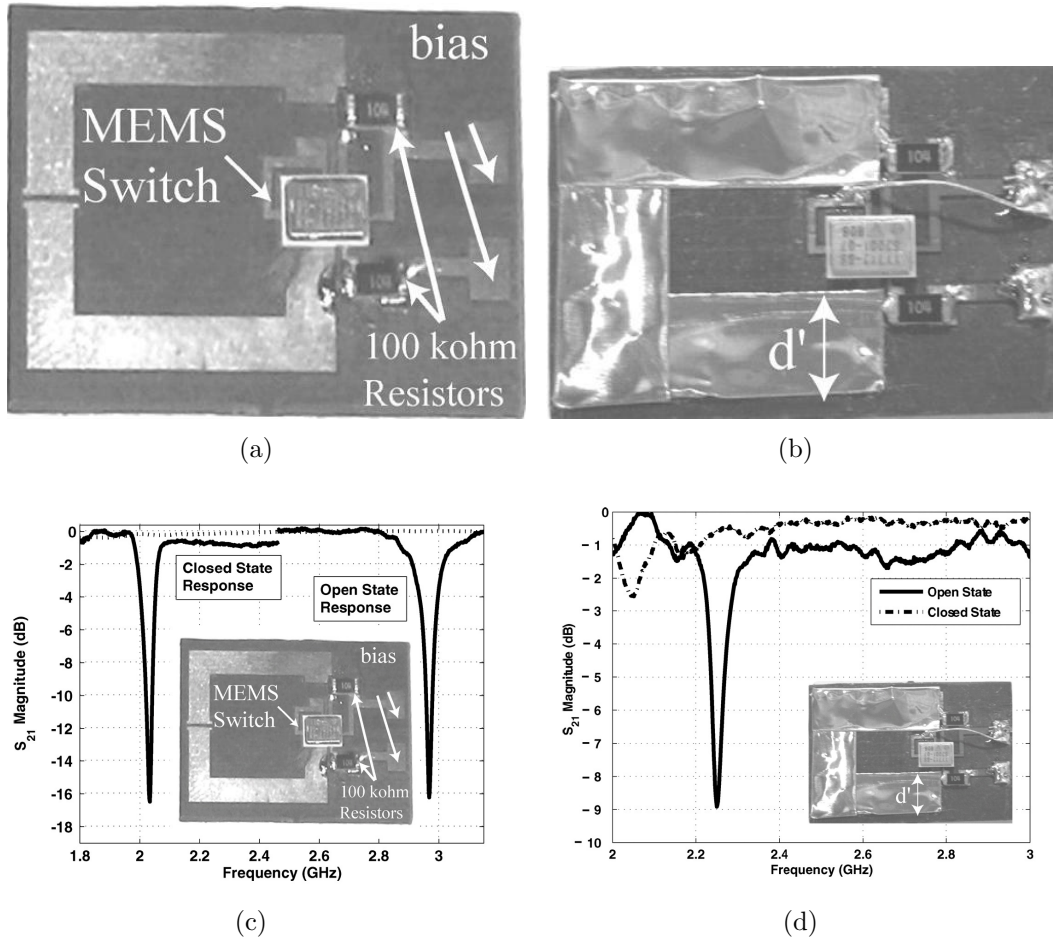 bias
MEMS
Switch
100 kohm
Resistors
104
104
d'
(a)
(b)
0
-2
-4
-6
-8
-10
-12
-14
-16
-18
S21 Magnitude (dB)
Closed State
Response
Open State
Response
bias
MEMS
Switch
100 kohm
Resistors
1.8
2
2.2
2.4
2.6
2.8
3
Frequency (GHz)
0
-1
-2
-3
-4
-5
-6
-7
-8
-9
-10
S21 Magnitude (dB)
Open State
Closed State
104
d'
2
2.2
2.4
2.6
2.8
3
Frequency (GHz)
(c)
(d)